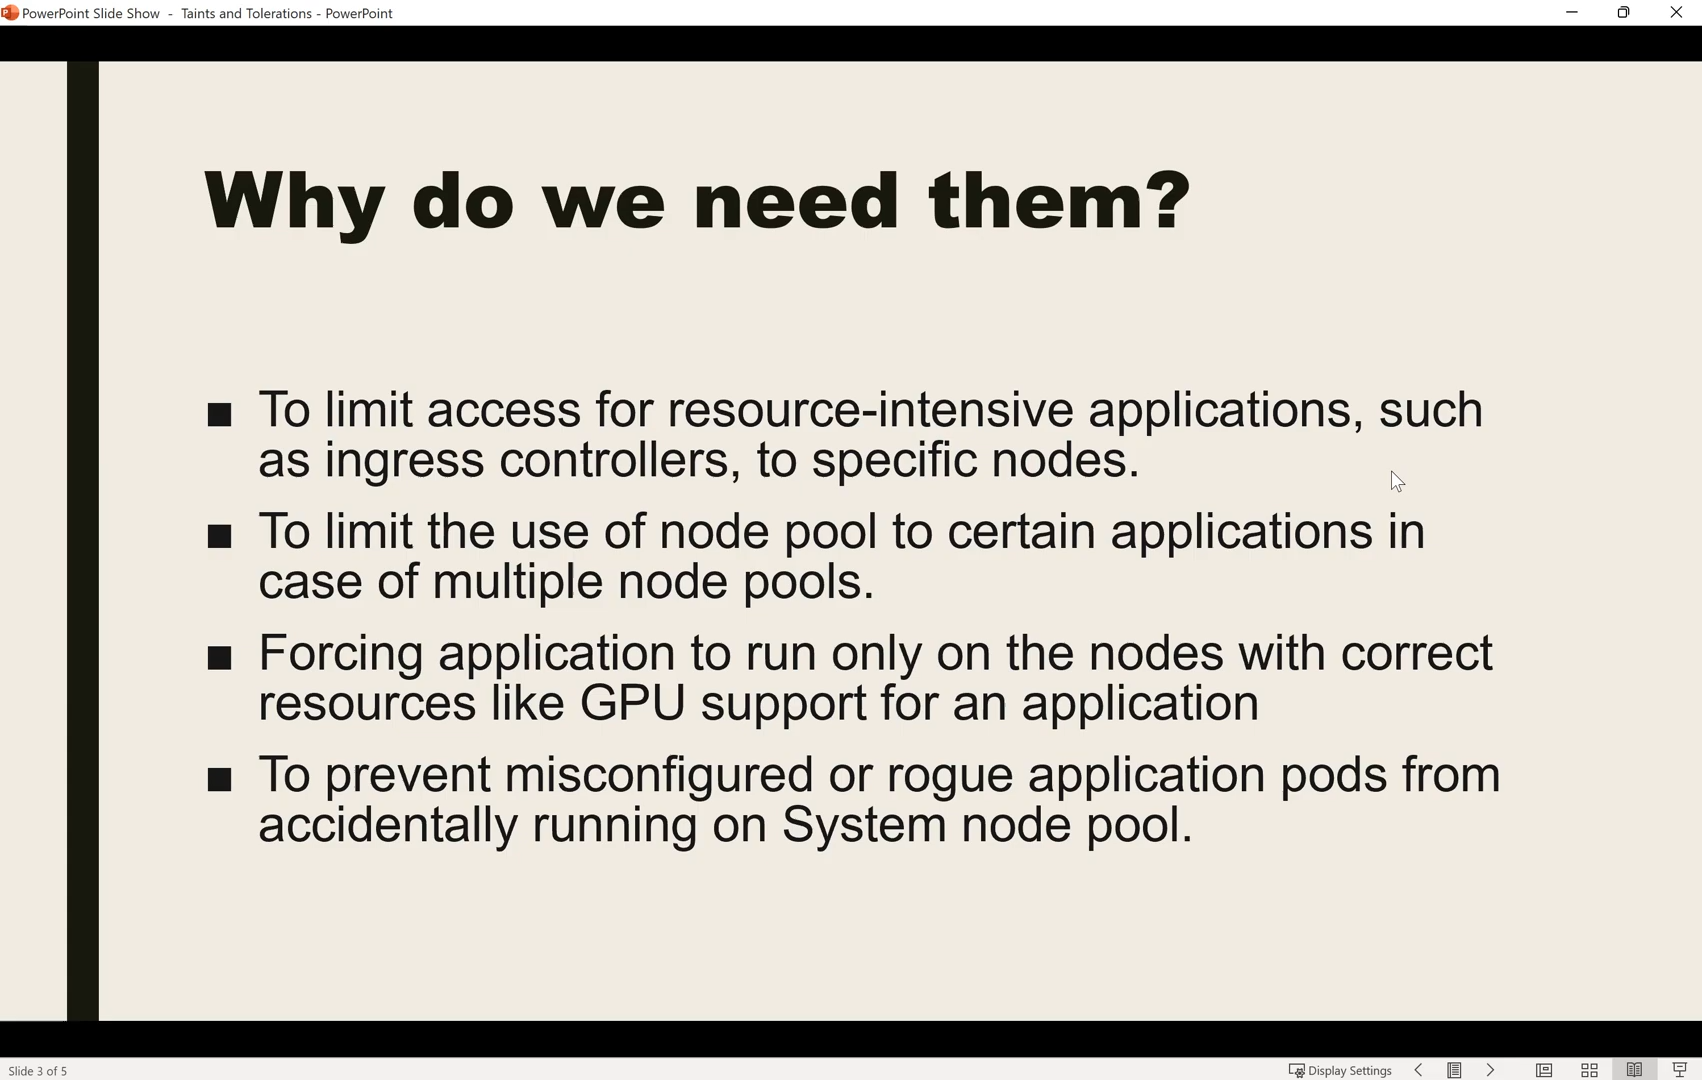 PowerPoint Slide Show - Taints and Tolerations - PowerPoint
Why do we need them?
■ To limit access for resource-intensive applications, such
as ingress controllers, to specific nodes.
■ To limit the use of node pool to certain applications in
case of multiple node pools.
■ Forcing application to run only on the nodes with correct
resources like GPU support for an application
■ To prevent misconfigured or rogue application pods from
accidentally running on System node pool.
Slide 3 of 5
Display Settings